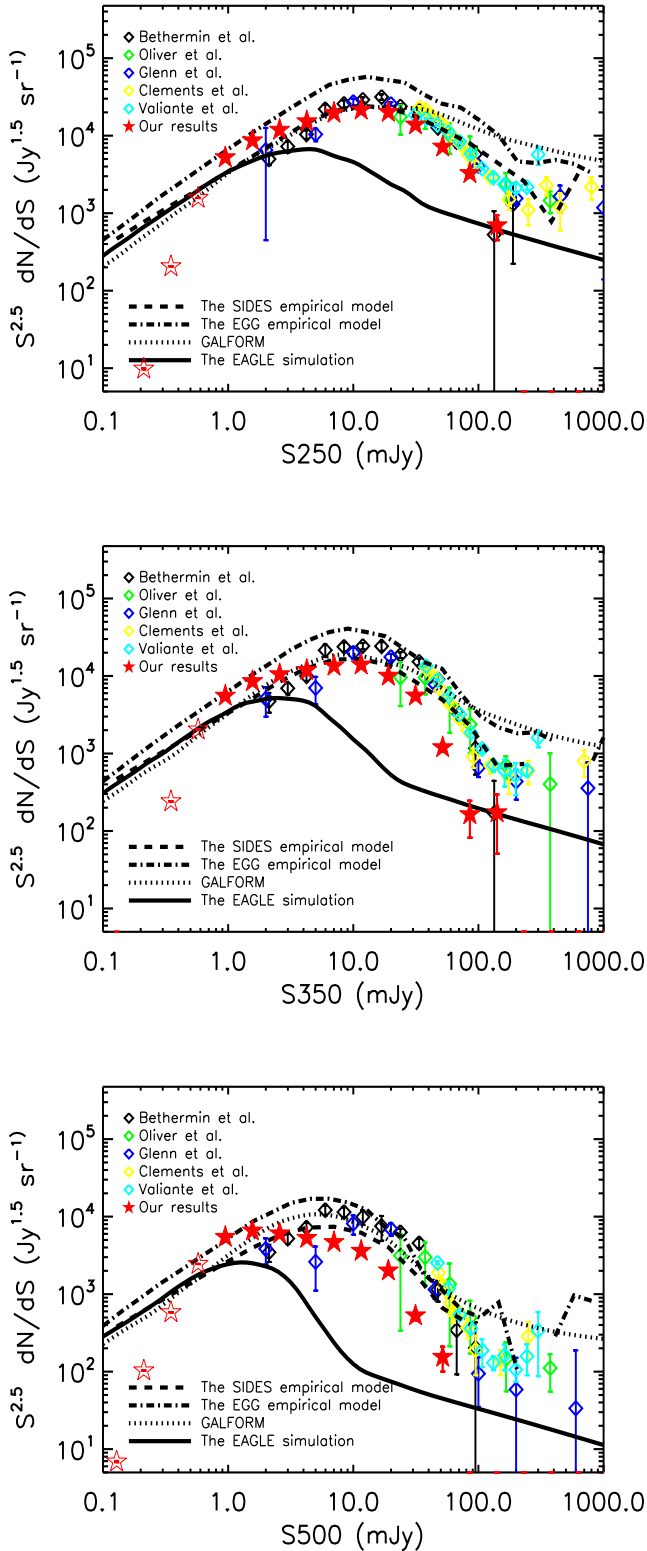 S^2.5 dN/dS (Jy^1.5 sr^−1)
10^5
10^4
10^3
10^2
10^1
Bethermin et al.
Oliver et al.
Glenn et al.
Clements et al.
Valiante et al.
Our results
The SIDES empirical model
The EGG empirical model
GALFORM
The EAGLE simulation
0.1 1.0 10.0 100.0 1000.0
S250 (mJy)
S^2.5 dN/dS (Jy^1.5 sr^−1)
10^5
10^4
10^3
10^2
10^1
Bethermin et al.
Oliver et al.
Glenn et al.
Clements et al.
Valiante et al.
Our results
The SIDES empirical model
The EGG empirical model
GALFORM
The EAGLE simulation
0.1 1.0 10.0 100.0 1000.0
S350 (mJy)
S^2.5 dN/dS (Jy^1.5 sr^−1)
10^5
10^4
10^3
10^2
10^1
Bethermin et al.
Oliver et al.
Glenn et al.
Clements et al.
Valiante et al.
Our results
The SIDES empirical model
The EGG empirical model
GALFORM
The EAGLE simulation
0.1 1.0 10.0 100.0 1000.0
S500 (mJy)